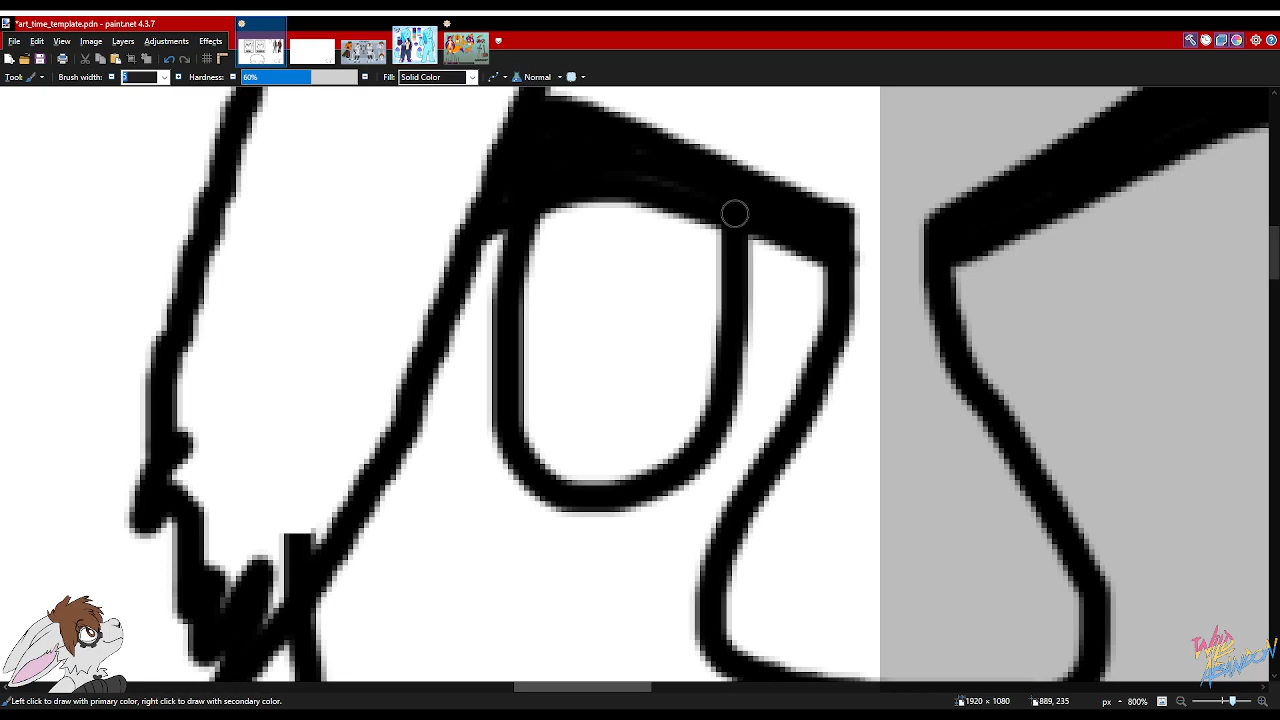 *art_time_template.pdn - paint.net 4.3.7
File Edit View Image Layers Adjustments Effects
Tools Brush width: 5 Hardness: 60% Fill: Solid Color Normal
Left click to draw with primary color, right click to draw with secondary color. 1920 × 1080 889, 235 px 800%